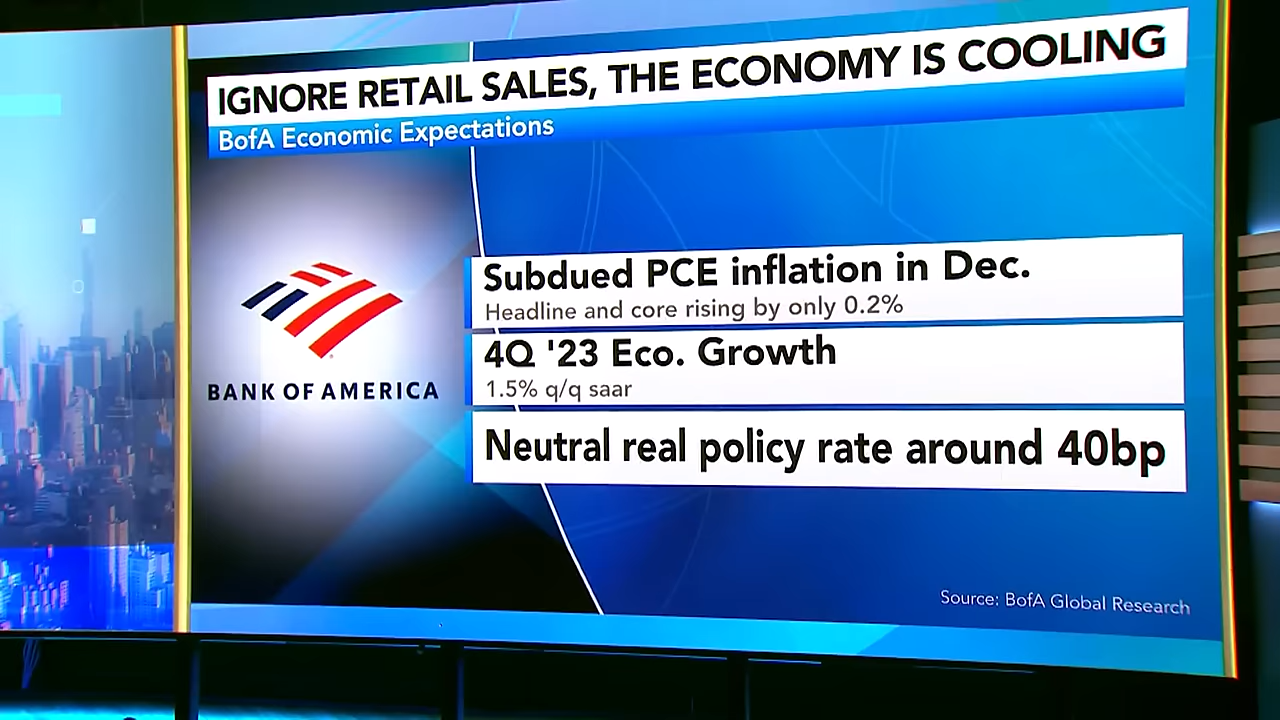 IGNORE RETAIL SALES, THE ECONOMY IS COOLING
BofA Economic Expectations
BANK OF AMERICA
Subdued PCE inflation in Dec.
Headline and core rising by only 0.2%
4Q '23 Eco. Growth
1.5% q/q saar
Neutral real policy rate around 40bp
Source: BofA Global Research